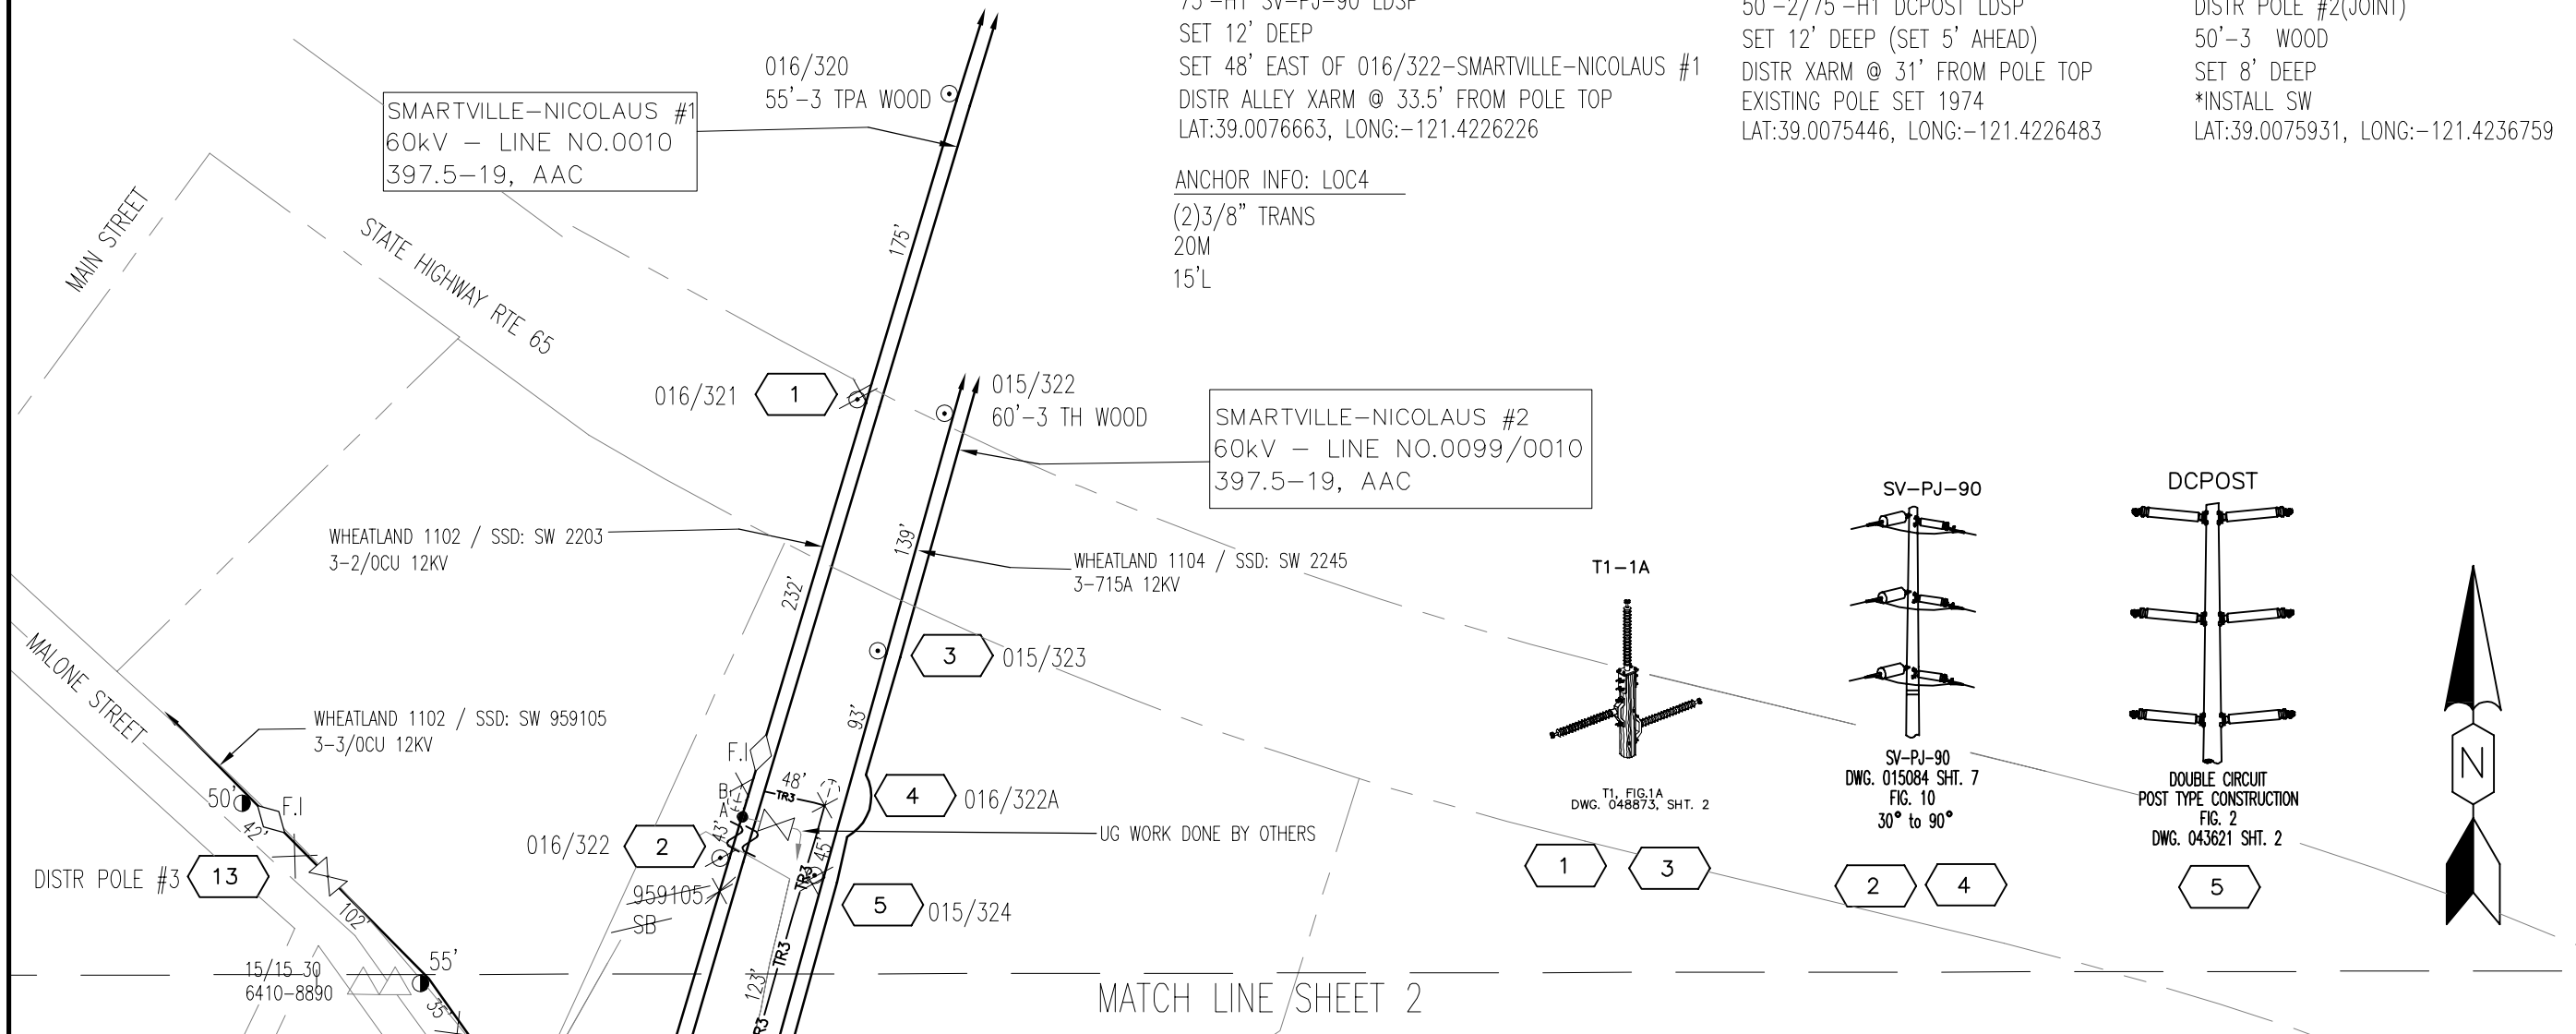 75'-H1 SV-PJ-90 LDSP
SET 12' DEEP
SET 48' EAST OF 016/322-SMARTVILLE-NICOLAUS #1
DISTR ALLEY XARM @ 33.5' FROM POLE TOP
LAT:39.0076663, LONG:-121.4226226
ANCHOR INFO: LOC4
(2)3/8" TRANS
20M
15'L
50'-2/75'-H1 DCPOST LDSP
SET 12' DEEP (SET 5' AHEAD)
DISTR XARM @ 31' FROM POLE TOP
EXISTING POLE SET 1974
LAT:39.0075446, LONG:-121.4226483
DISTR POLE #2(JOINT)
50'-3 WOOD
SET 8' DEEP
*INSTALL SW
LAT:39.0075931, LONG:-121.4236759
016/320
55'-3 TPA WOOD
SMARTVILLE-NICOLAUS #1
60kV - LINE NO.0010
397.5-19, AAC
MAIN STREET
STATE HIGHWAY RTE 65
175'
016/321
1
015/322
60'-3 TH WOOD
SMARTVILLE-NICOLAUS #2
60kV - LINE NO.0099/0010
397.5-19, AAC
WHEATLAND 1102 / SSD: SW 2203
3-2/0CU 12KV
139'
WHEATLAND 1104 / SSD: SW 2245
3-715A 12KV
232'
3
015/323
MALONE STREET
WHEATLAND 1102 / SSD: SW 959105
3-3/0CU 12KV
93'
F.I
48'
TR3
B
A
4
016/322A
50'
F.I
42'
43'
45'
UG WORK DONE BY OTHERS
016/322
2
TR3
DISTR POLE #3
13
959105
SB
5
015/324
102'
TR3
15/15 30
6410-8890
55'
35'
123'
TR3
MATCH LINE SHEET 2
T1-1A
T1, FIG.1A
DWG. 048873, SHT. 2
1
3
SV-PJ-90
SV-PJ-90
DWG. 015084 SHT. 7
FIG. 10
30° to 90°
2
4
DCPOST
DOUBLE CIRCUIT
POST TYPE CONSTRUCTION
FIG. 2
DWG. 043621 SHT. 2
5
N